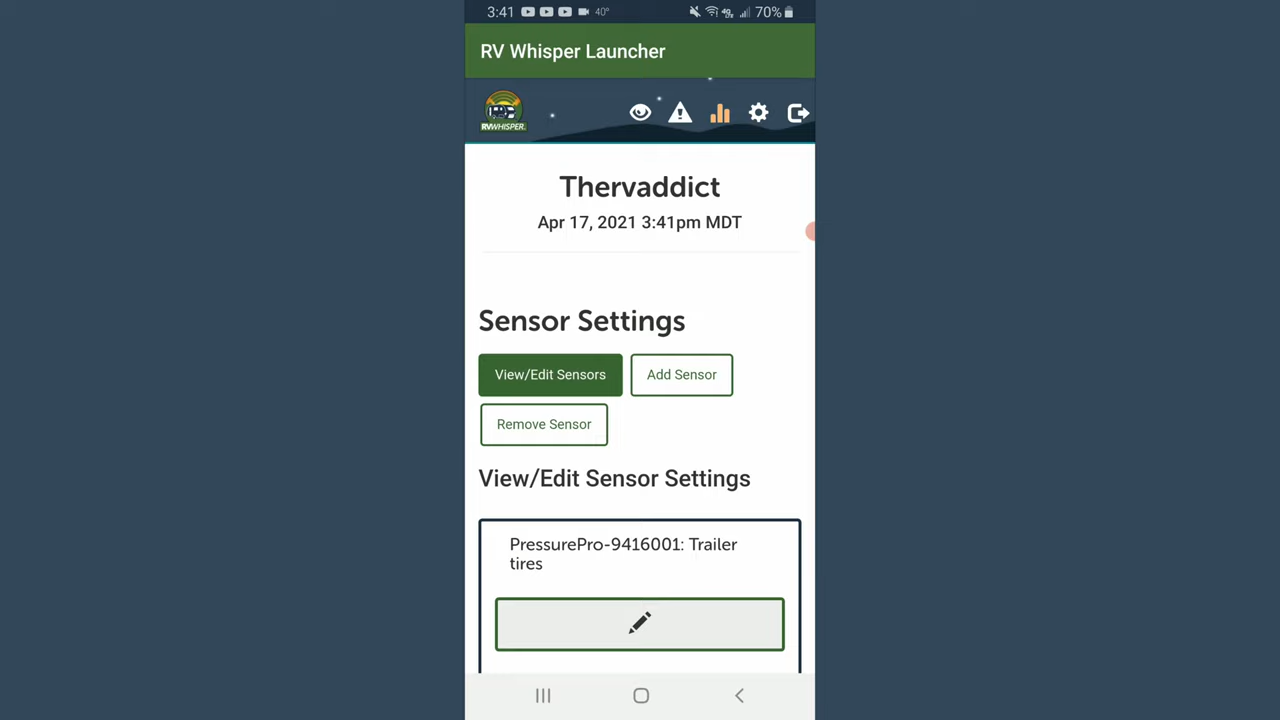 3:41 40° 70%
RV Whisper Launcher
RVWHISPER
Thervaddict
Apr 17, 2021 3:41pm MDT
Sensor Settings
View/Edit Sensors Add Sensor
Remove Sensor
View/Edit Sensor Settings
PressurePro-9416001: Trailer
tires